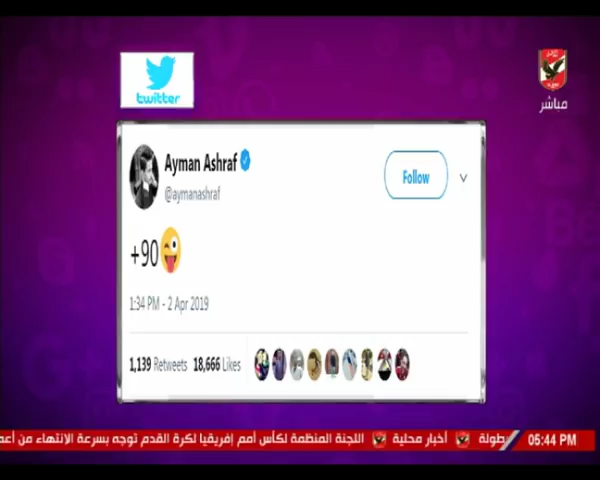 twitter
مباشر
Ayman Ashraf
@aymanashraf
Follow
+90
1:34 PM - 2 Apr 2019
1,139 Retweets 18,666 Likes
طولة أخبار محلية اللجنة المنظمة لكأس أمم إفريقيا لكرة القدم توجه بسرعة الانتهاء من أعم
05:44 PM